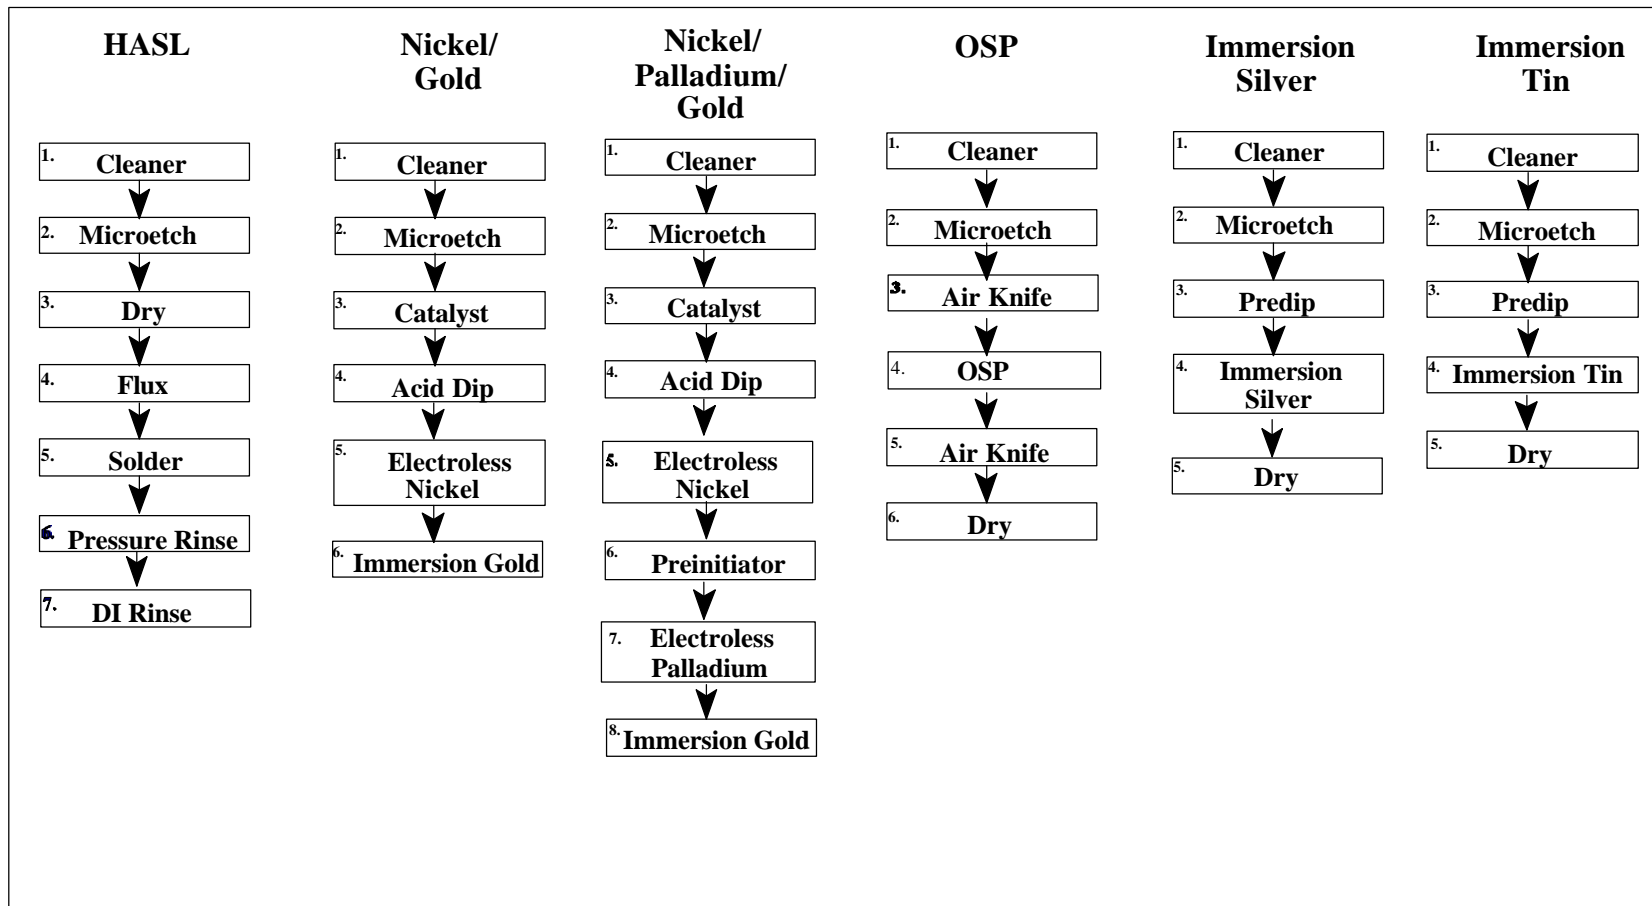 HASL
1. Cleaner
2. Microetch
3. Dry
4. Flux
5. Solder
6. Pressure Rinse
7. DI Rinse
Nickel/
Gold
1. Cleaner
2. Microetch
3. Catalyst
4. Acid Dip
5. Electroless
Nickel
6. Immersion Gold
Nickel/
Palladium/
Gold
1. Cleaner
2. Microetch
3. Catalyst
4. Acid Dip
5. Electroless
Nickel
6. Preinitiator
7. Electroless
Palladium
8. Immersion Gold
OSP
1. Cleaner
2. Microetch
3. Air Knife
4. OSP
5. Air Knife
6. Dry
Immersion
Silver
1. Cleaner
2. Microetch
3. Predip
4. Immersion
Silver
5. Dry
Immersion
Tin
1. Cleaner
2. Microetch
3. Predip
4. Immersion Tin
5. Dry